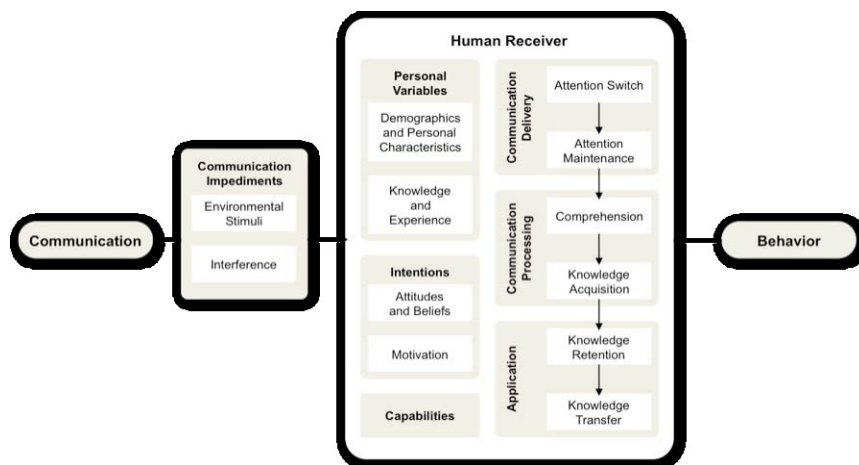 Communication
Communication
Impediments
Environmental
Stimuli
Interference
Human Receiver
Personal
Variables
Demographics
and Personal
Characteristics
Knowledge
and
Experience
Intentions
Attitudes
and Beliefs
Motivation
Capabilities
Communication
Delivery
Attention Switch
Attention
Maintenance
Communication
Processing
Comprehension
Knowledge
Acquisition
Application
Knowledge
Retention
Knowledge
Transfer
Behavior